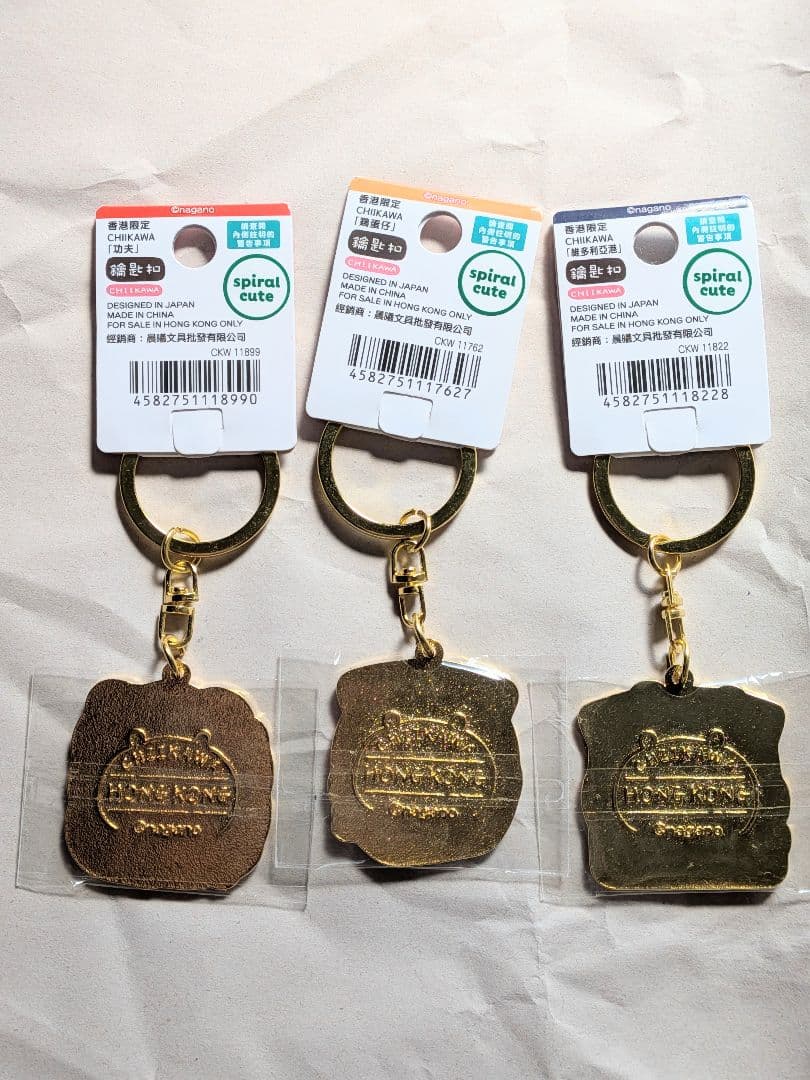 ©nagano
香港限定
CHIIKAWA
「功夫」
請查閱
內側註明的
警告事項
鑰匙扣
CHIIKAWA
spiral
cute
DESIGNED IN JAPAN
MADE IN CHINA
FOR SALE IN HONG KONG ONLY
經銷商：晨曦文具批發有限公司
CKW 11899
4582751118990
CHIIKAWA
HONG KONG
©nagano
©nagano
香港限定
CHIIKAWA
「雞蛋仔」
請查閱
內側註明的
警告事項
鑰匙扣
CHIIKAWA
spiral
cute
DESIGNED IN JAPAN
MADE IN CHINA
FOR SALE IN HONG KONG ONLY
經銷商：晨曦文具批發有限公司
CKW 11762
4582751117627
CHIIKAWA
HONG KONG
©nagano
©nagano
香港限定
CHIIKAWA
「維多利亞港」
請查閱
內側註明的
警告事項
鑰匙扣
CHIIKAWA
spiral
cute
DESIGNED IN JAPAN
MADE IN CHINA
FOR SALE IN HONG KONG ONLY
經銷商：晨曦文具批發有限公司
CKW 11822
4582751118228
CHIIKAWA
HONG KONG
©nagano